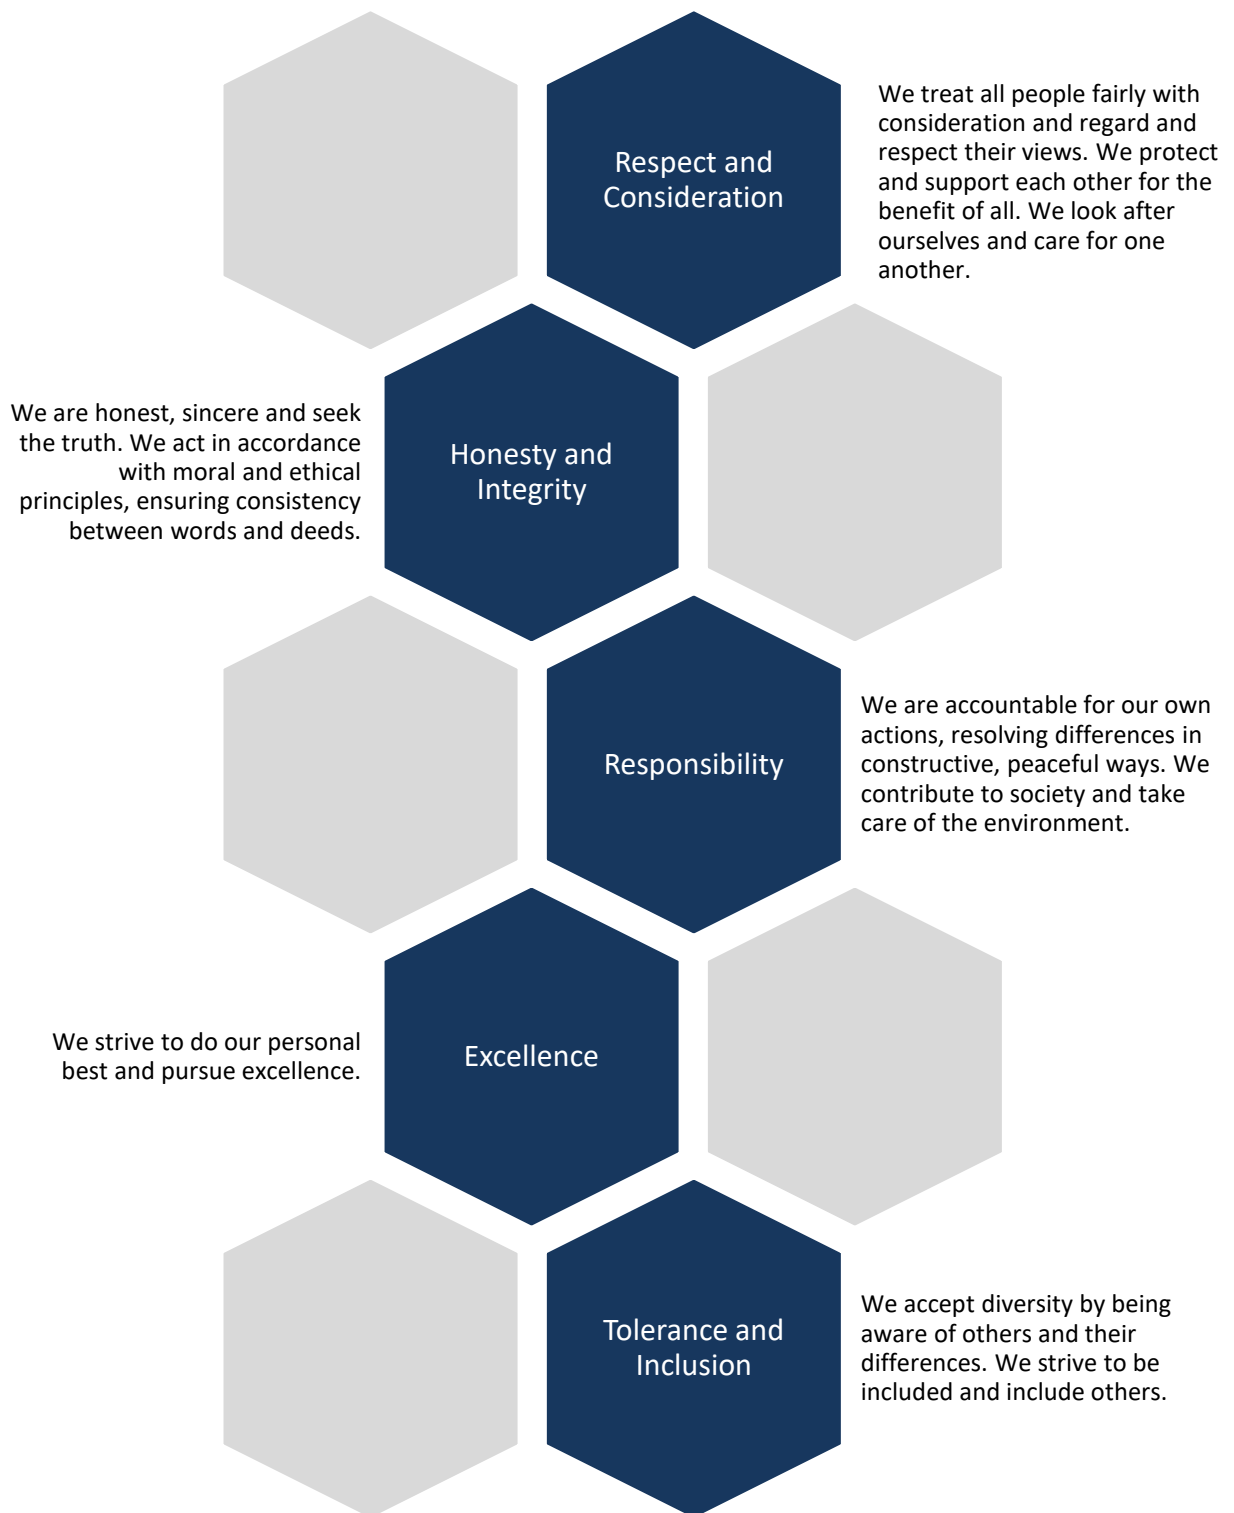 Respect and
Consideration
We treat all people fairly with
consideration and regard and
respect their views. We protect
and support each other for the
benefit of all. We look after
ourselves and care for one
another.
We are honest, sincere and seek
the truth. We act in accordance
with moral and ethical
principles, ensuring consistency
between words and deeds.
Honesty and
Integrity
Responsibility
We are accountable for our own
actions, resolving differences in
constructive, peaceful ways. We
contribute to society and take
care of the environment.
We strive to do our personal
best and pursue excellence.
Excellence
Tolerance and
Inclusion
We accept diversity by being
aware of others and their
differences. We strive to be
included and include others.